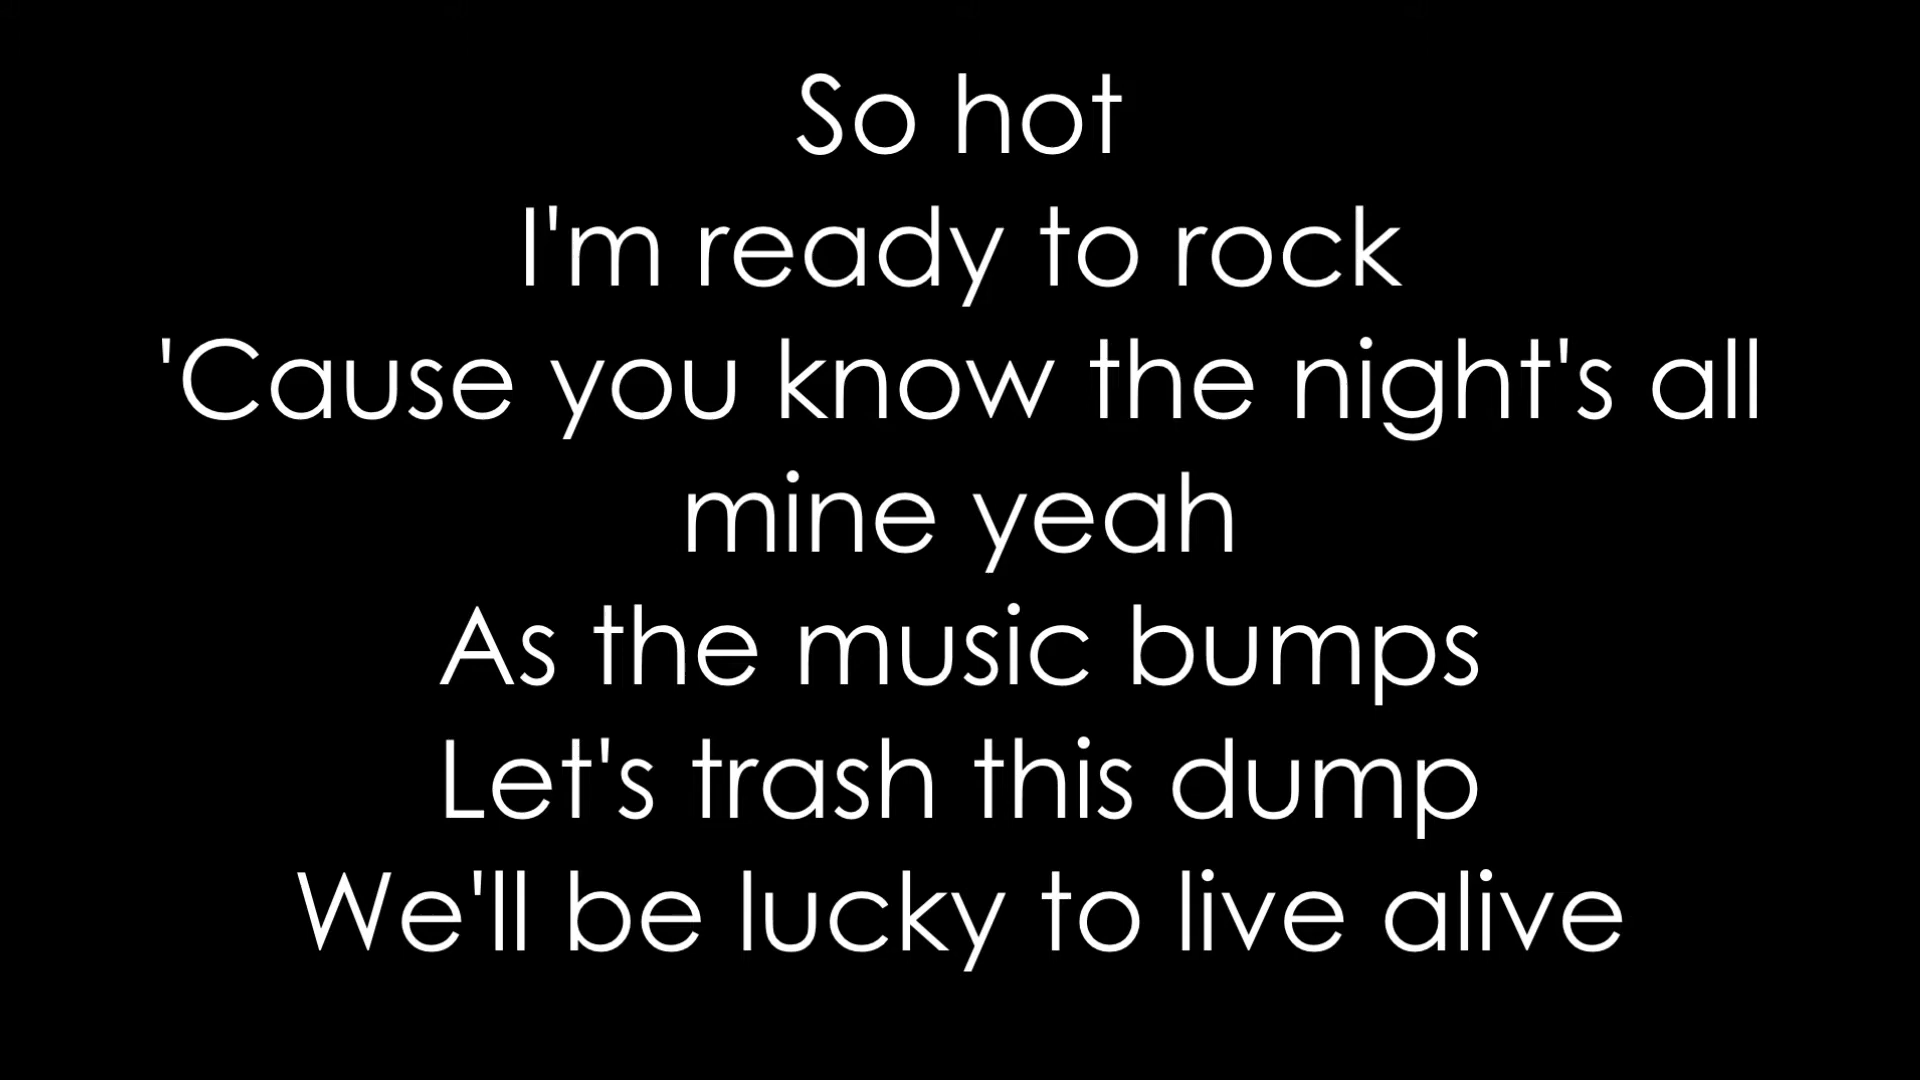 So hot
I'm ready to rock
'Cause you know the night's all
mine yeah
As the music bumps
Let's trash this dump
We'll be lucky to live alive